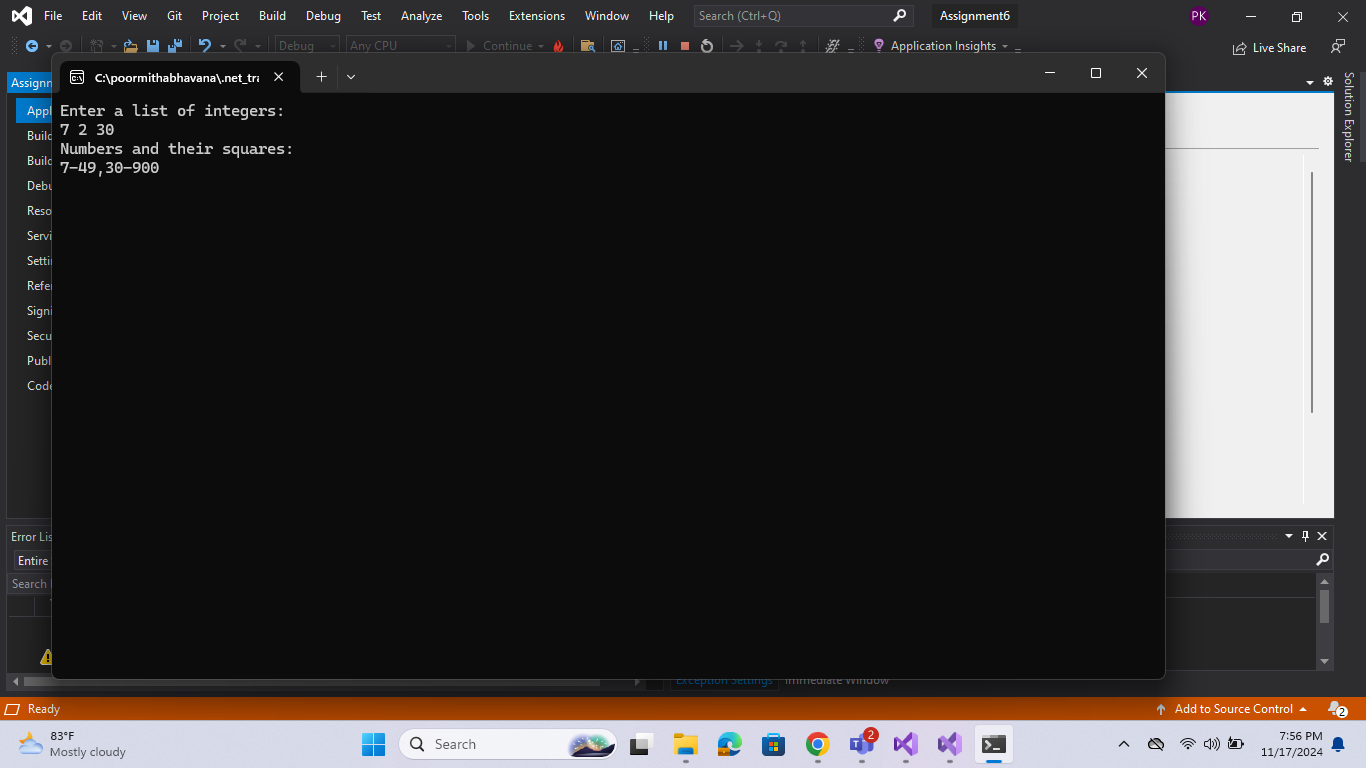 File Edit View Git Project Build Debug Test Analyze Tools Extensions Window Help Search (Ctrl+Q) Assignment6 PK
Debug Any CPU Continue Application Insights Live Share
C:\poormithabhavana\.net_tra
Assignn
Enter a list of integers:
Appl
7 2 30
Build
Numbers and their squares:
Build
7-49,30-900
Debu
Reso
Servi
Setti
Refer
Signi
Secu
Publ
Code
Solution Explorer
Error Lis
Entire
Search
Exception Settings Immediate Window
Ready Add to Source Control 2
83°F
Mostly cloudy
Search
2
7:56 PM
11/17/2024